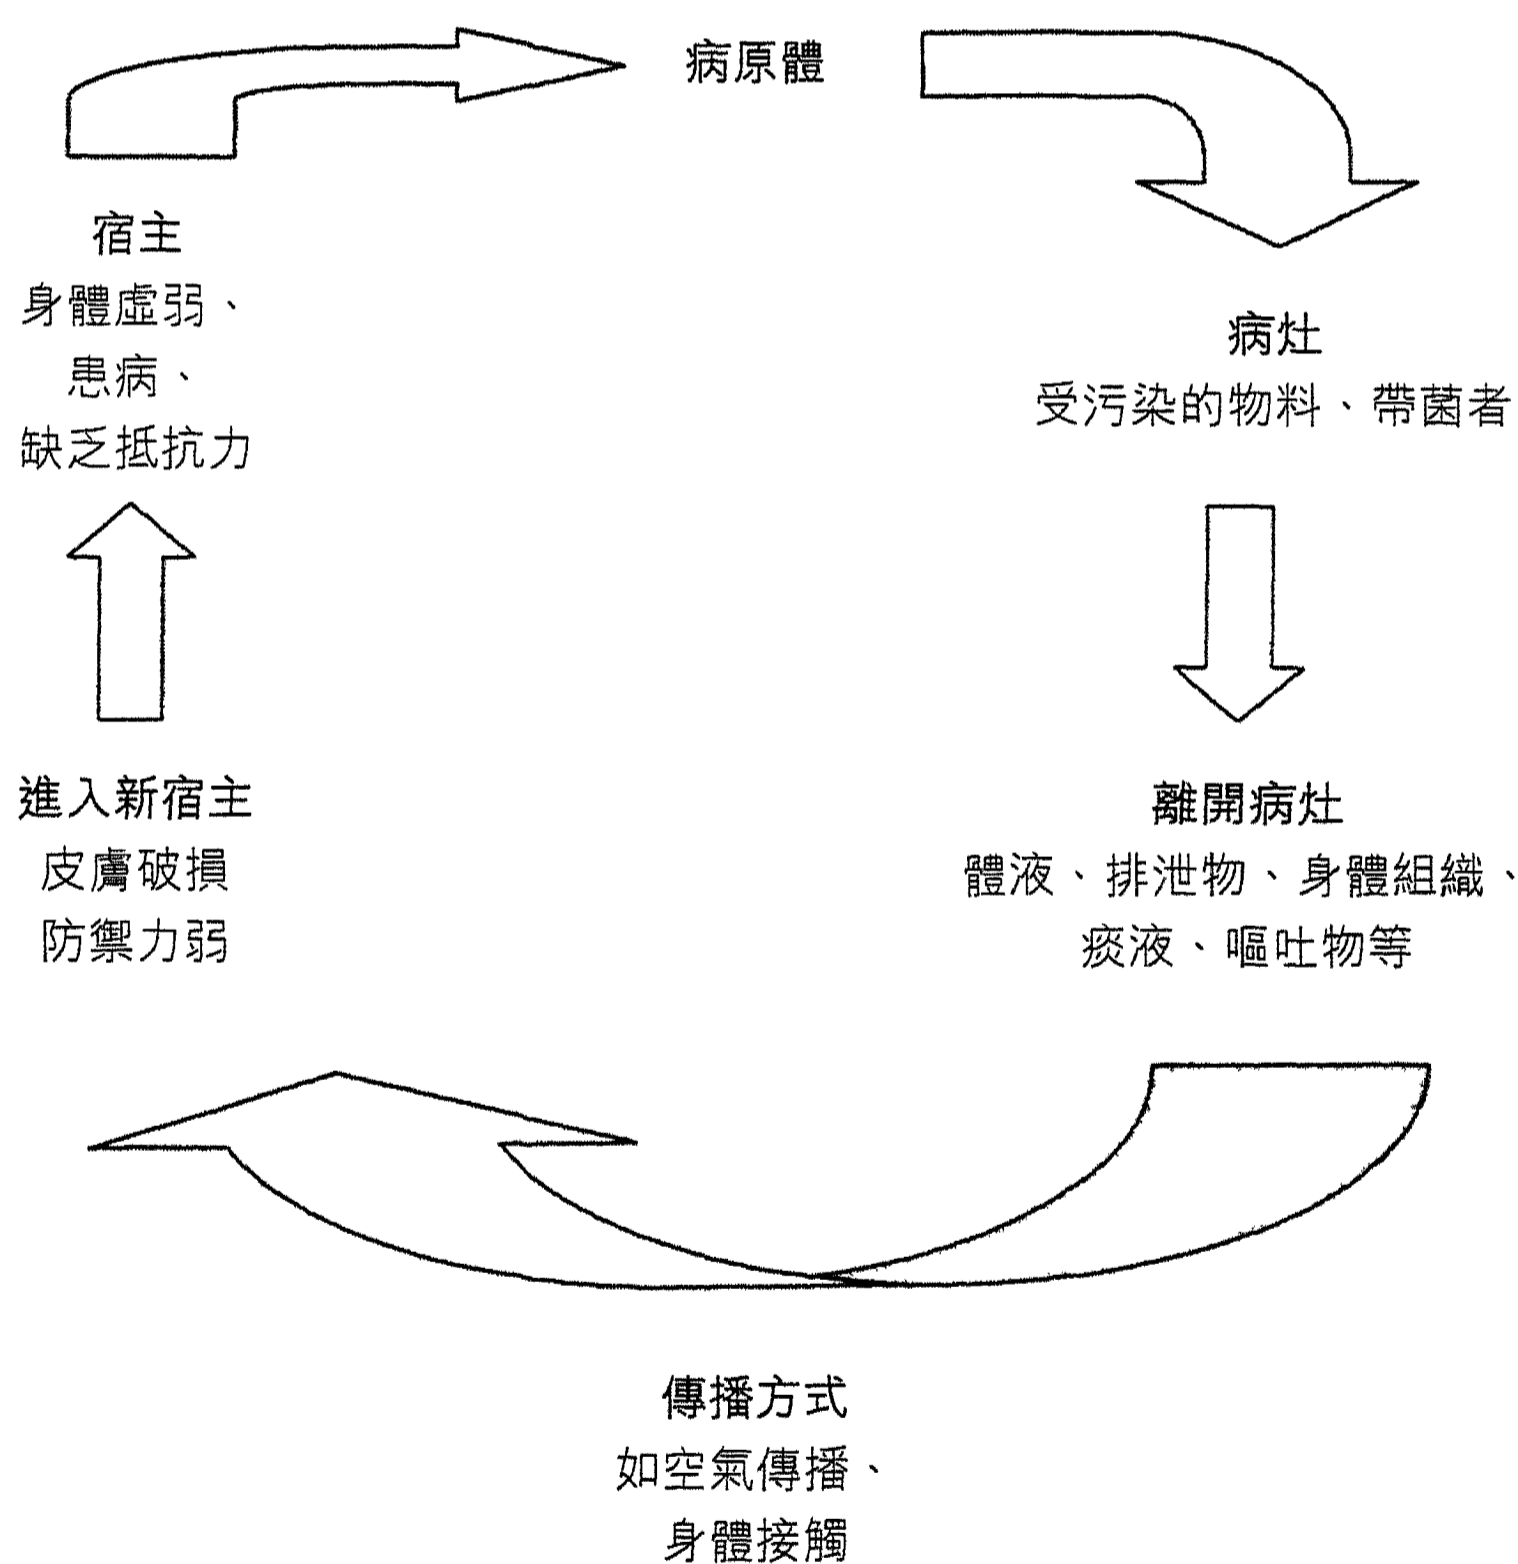 病原體
病灶
受污染的物料、帶菌者
離開病灶
體液、排泄物、身體組織、
痰液、嘔吐物等
傳播方式
如空氣傳播、
身體接觸
進入新宿主
皮膚破損
防禦力弱
宿主
身體虛弱、
患病、
缺乏抵抗力